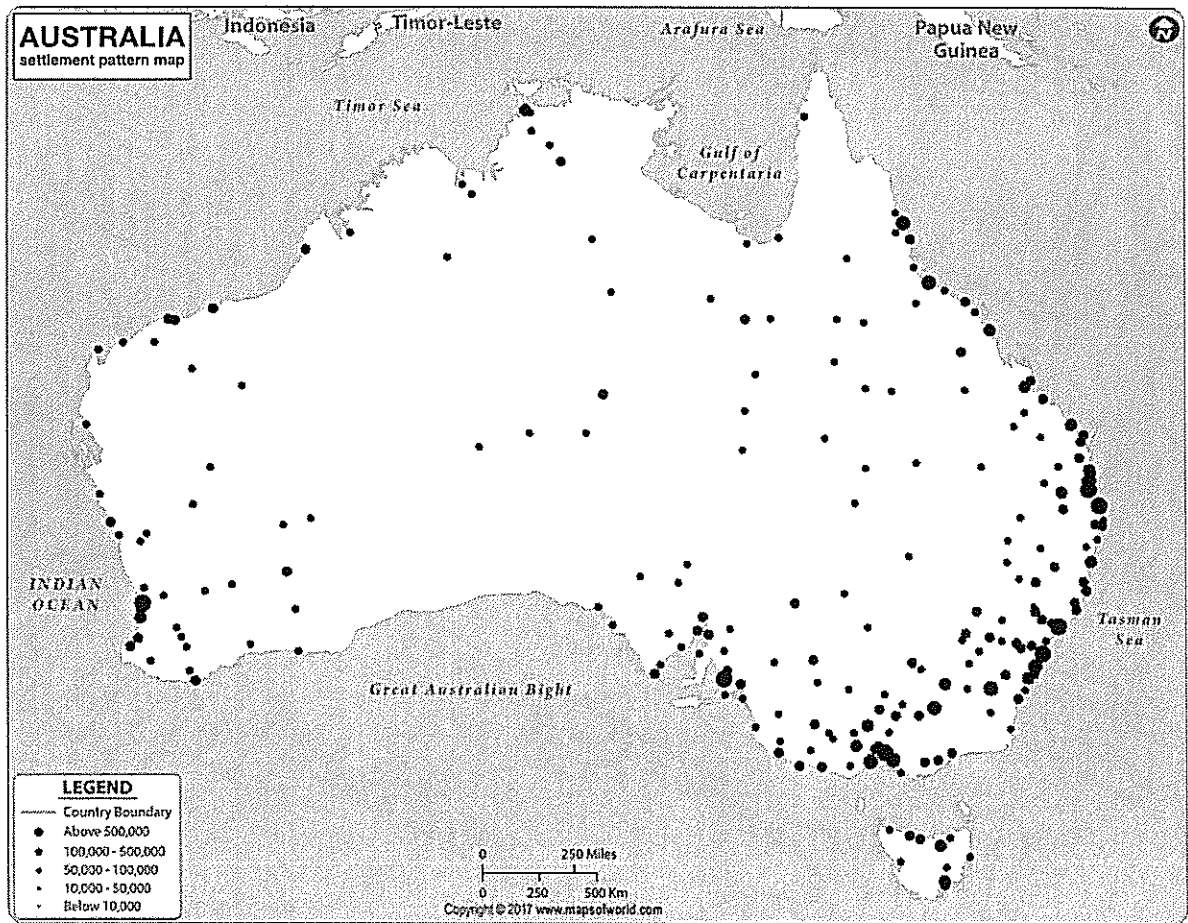 AUSTRALIA
settlement pattern map
Indonesia
Timor-Leste
Arafura Sea
Papua New
Guinea
Timor Sea
Gulf of
Carpentaria
INDIAN
OCEAN
Tasman
Sea
Great Australian Bight
LEGEND
Country Boundary
Above 500,000
100,000 - 500,000
50,000 - 100,000
10,000 - 50,000
Below 10,000
0 250 Miles
0 250 500 Km
Copyright © 2017 www.mapsofworld.com